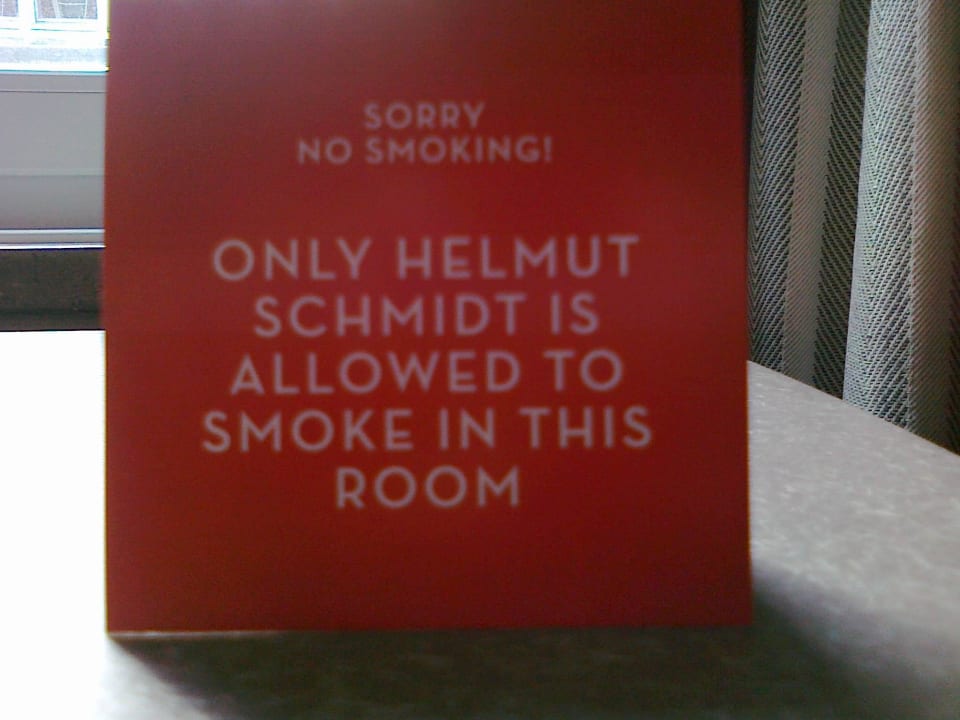 SORRY
NO SMOKING!
ONLY HELMUT
SCHMIDT IS
ALLOWED TO
SMOKE IN THIS
ROOM